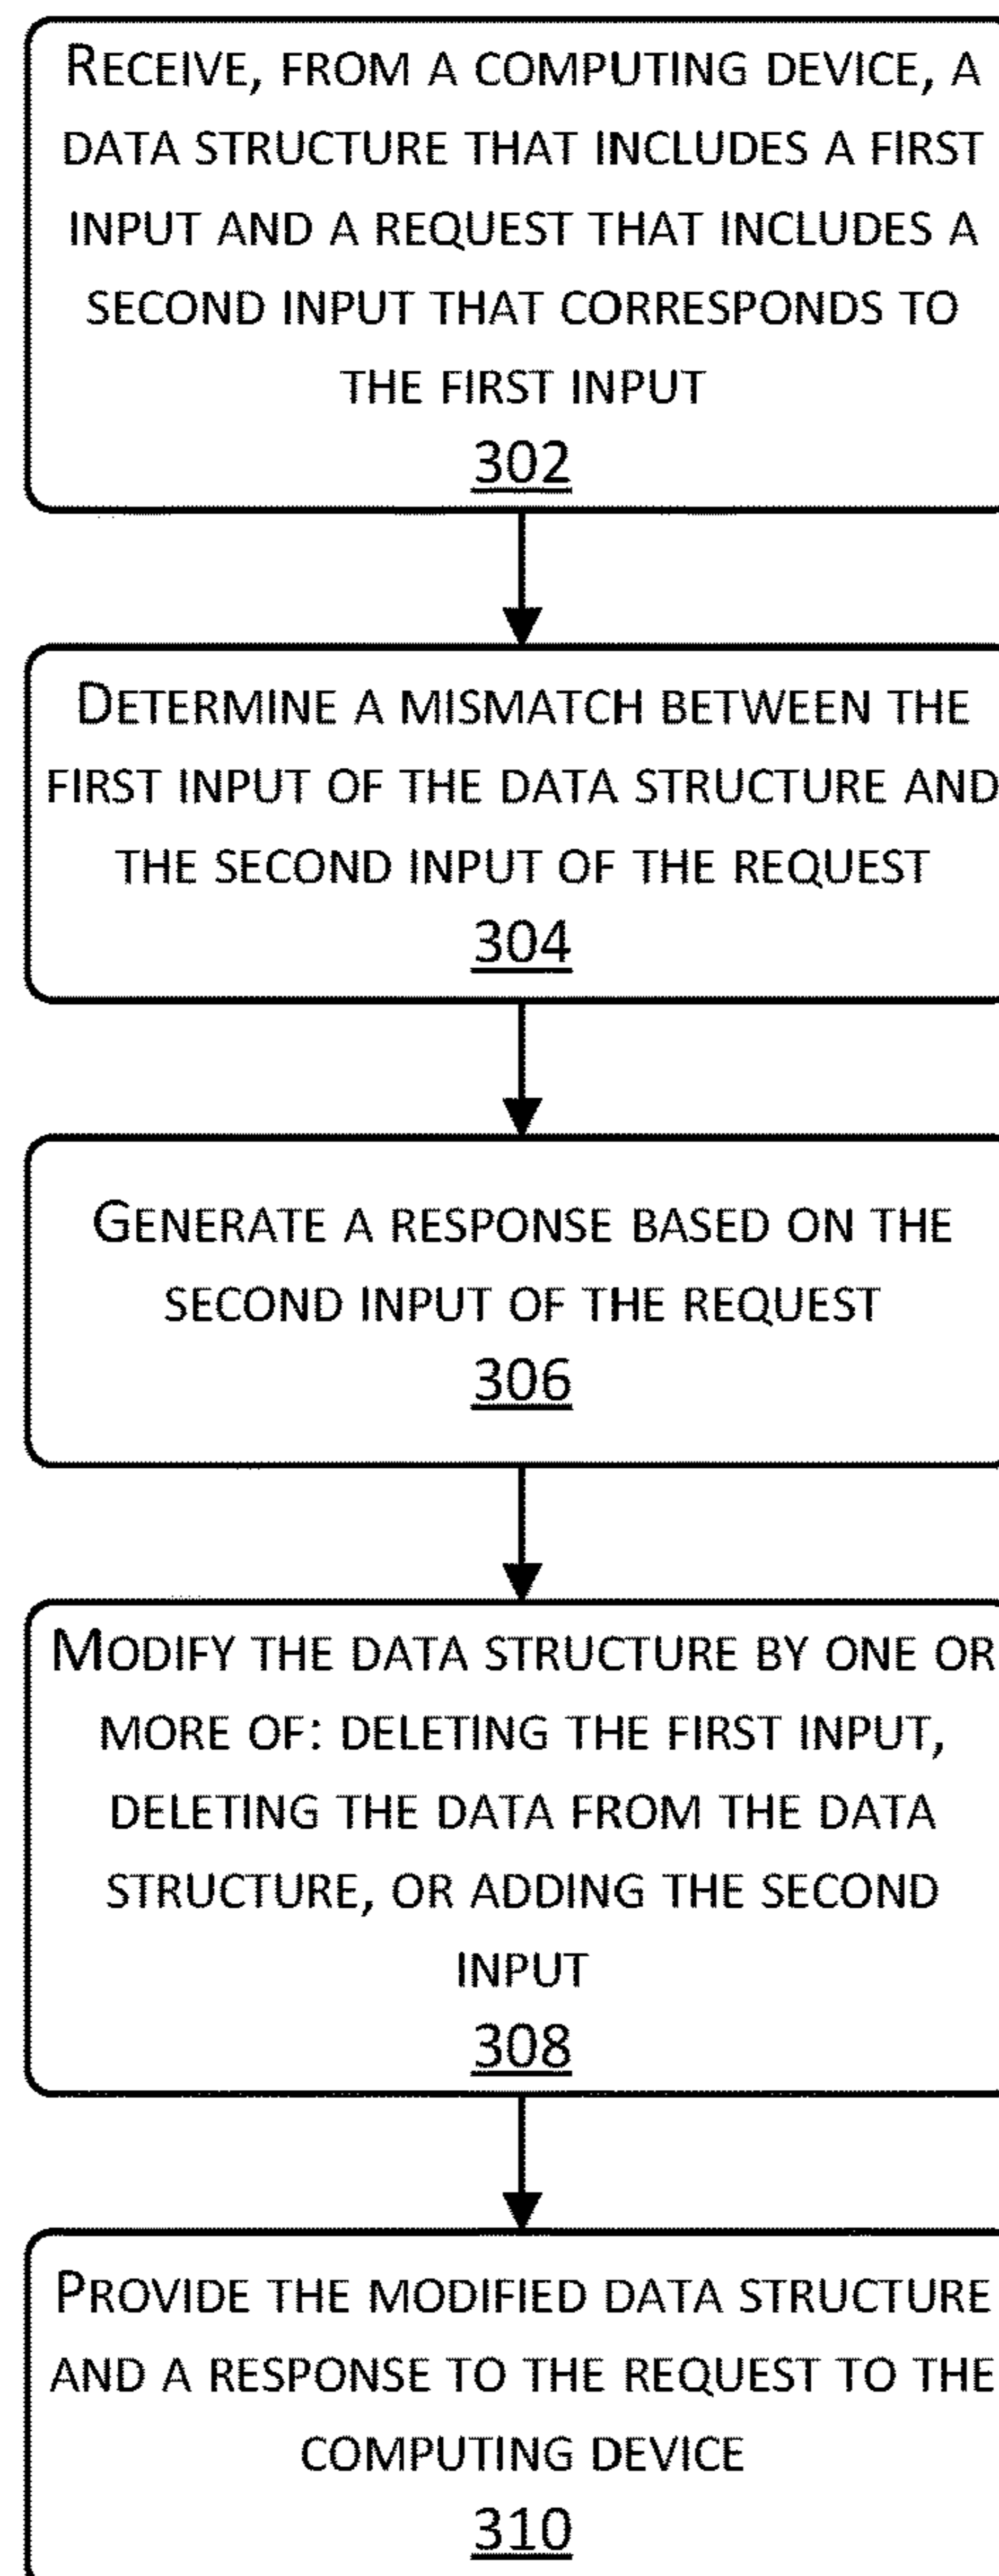 RECEIVE, FROM A COMPUTING DEVICE, A
DATA STRUCTURE THAT INCLUDES A FIRST
INPUT AND A REQUEST THAT INCLUDES A
SECOND INPUT THAT CORRESPONDS TO
THE FIRST INPUT
302
DETERMINE A MISMATCH BETWEEN THE
FIRST INPUT OF THE DATA STRUCTURE AND
THE SECOND INPUT OF THE REQUEST
304
GENERATE A RESPONSE BASED ON THE
SECOND INPUT OF THE REQUEST
306
MODIFY THE DATA STRUCTURE BY ONE OR
MORE OF: DELETING THE FIRST INPUT,
DELETING THE DATA FROM THE DATA
STRUCTURE, OR ADDING THE SECOND
INPUT
308
PROVIDE THE MODIFIED DATA STRUCTURE
AND A RESPONSE TO THE REQUEST TO THE
COMPUTING DEVICE
310